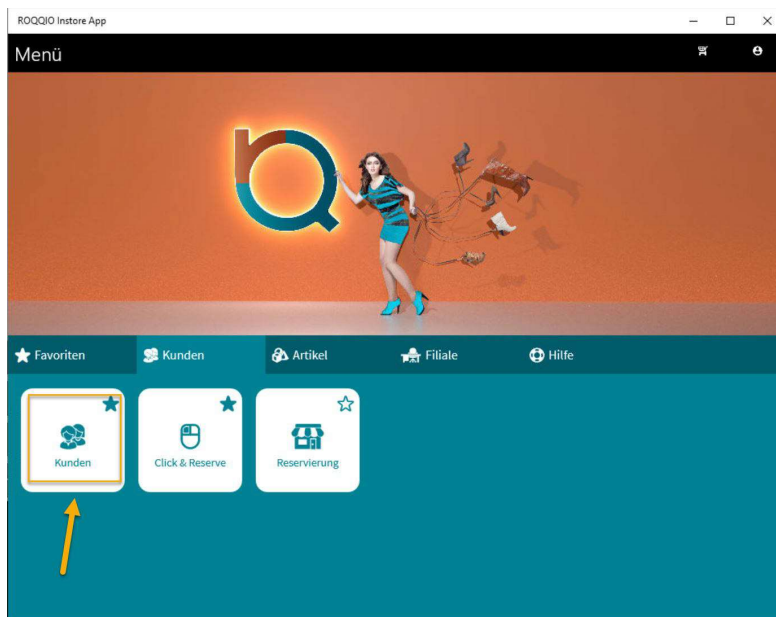 ROQQIO Instore App
Menü
Favoriten
Kunden
Artikel
Filiale
Hilfe
Kunden
Click & Reserve
Reservierung